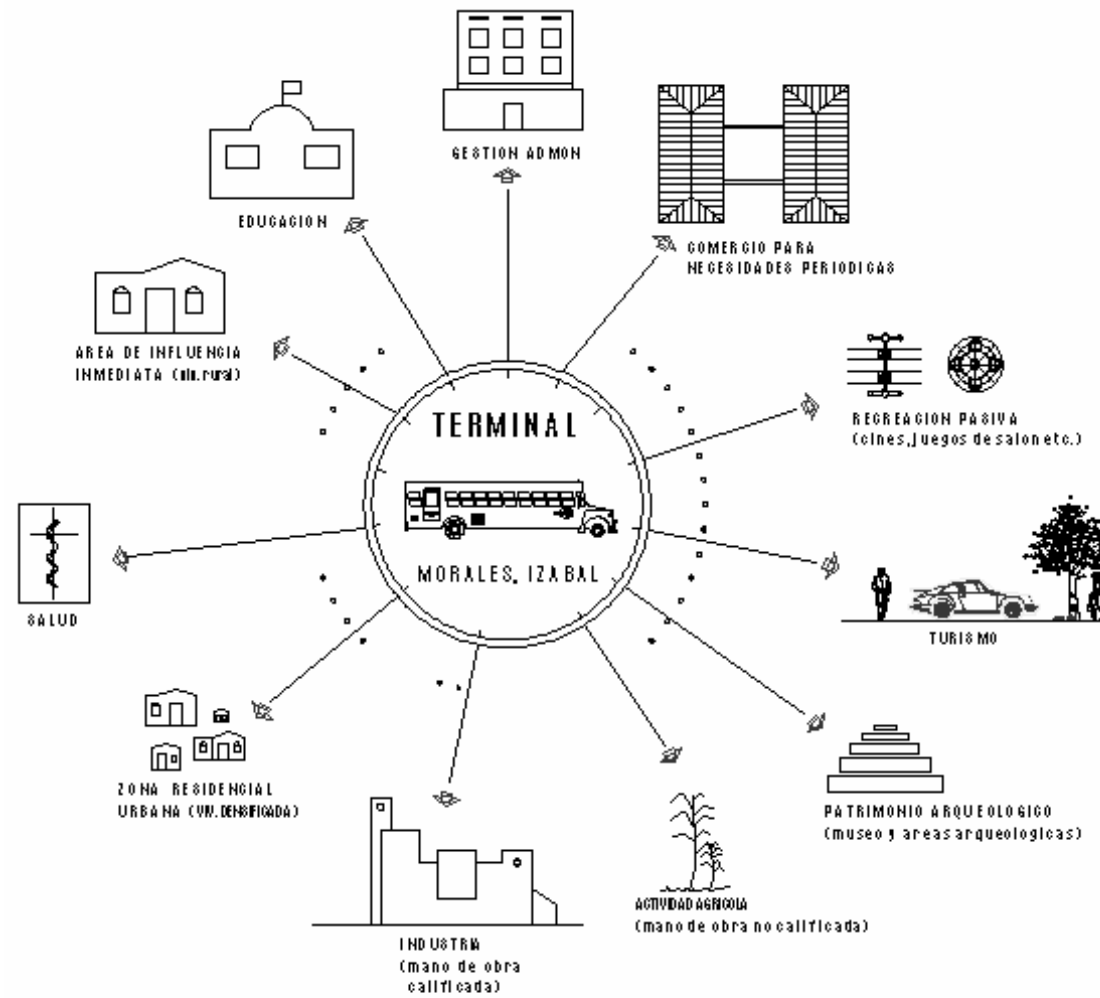 GESTION ADMON
EDUCACION
COMERCIO PARA
NECESIDADES PERIODICAS
AREA DE INFLUENCIA
INMEDIATA (viv. rural)
RECREACION PASIVA
(cines, juegos de salon etc.)
TERMINAL
MORALES, IZABAL
SALUD
TURISMO
ZONA RESIDENCIAL
URBANA (VIV. DENSIFICADA)
PATRIMONIO ARQUEOLOGICO
(museo y areas arqueologicas)
ACTIVIDAD AGRICOLA
(mano de obra no calificada)
INDUSTRIA
(mano de obra
calificada)